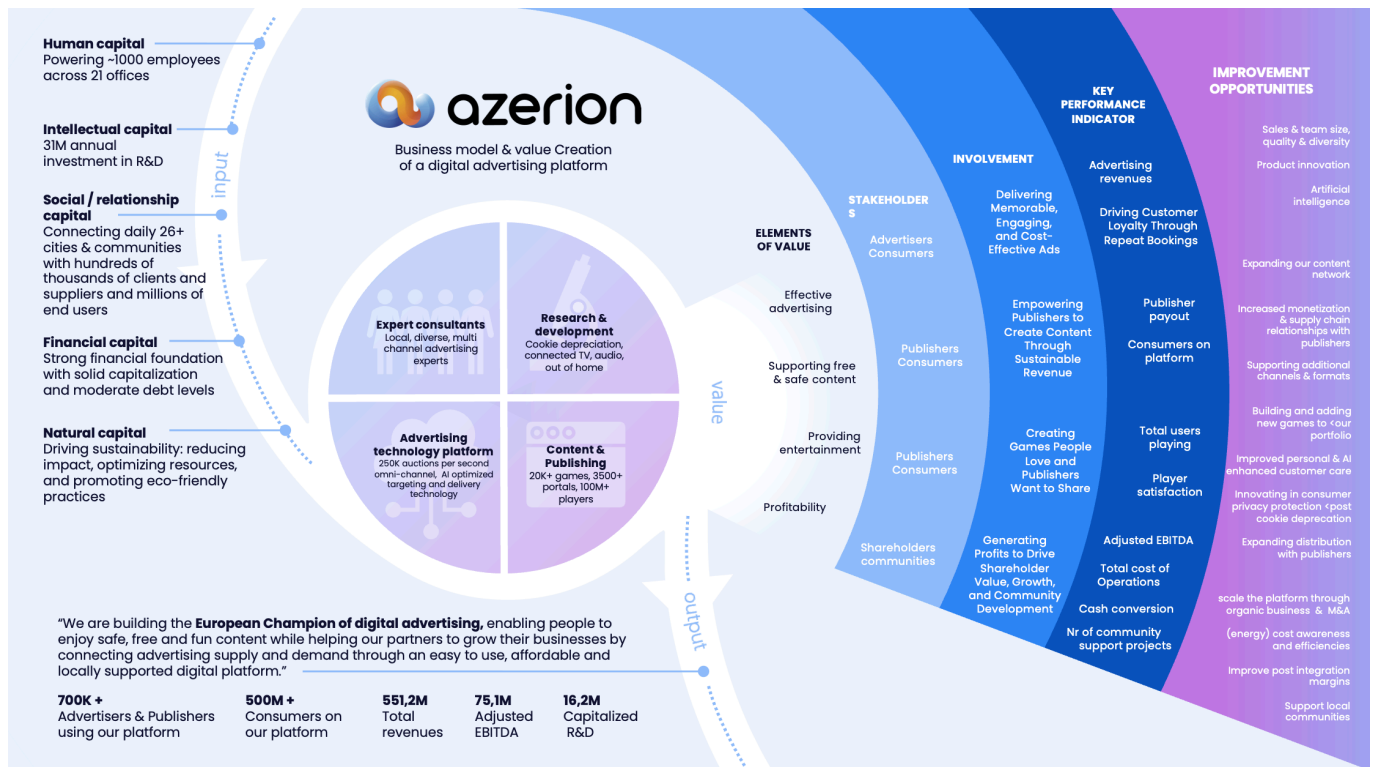 Human capital
Powering ~1000 employees
across 21 offices
Intellectual capital
31M annual
investment in R&D
Social / relationship
capital
Connecting daily 26+
cities & communities
with hundreds of
thousands of clients and
suppliers and millions of
end users
Financial capital
Strong financial foundation
with solid capitalization
and moderate debt levels
Natural capital
Driving sustainability: reducing
impact, optimizing resources,
and promoting eco-friendly
practices
input
azerion
Business model & value Creation
of a digital advertising platform
Expert consultants
Local, diverse, multi
channel advertising
experts
Research &
development
Cookie depreciation,
connected TV, audio,
out of home
Advertising
technology platform
250K auctions per second
omni-channel, AI optimized
targeting and delivery
technology
Content &
Publishing
20K+ games, 3500+
portals, 100M+
players
value
ELEMENTS
OF VALUE
Effective
advertising
Supporting free
& safe content
Providing
entertainment
Profitability
STAKEHOLDER
S
Advertisers
Consumers
Publishers
Consumers
Publishers
Consumers
Shareholders
communities
INVOLVEMENT
Delivering
Memorable,
Engaging,
and Cost-
Effective Ads
Empowering
Publishers to
Create Content
Through
Sustainable
Revenue
Creating
Games People
Love and
Publishers
Want to Share
Generating
Profits to Drive
Shareholder
Value, Growth,
and Community
Development
KEY
PERFORMANCE
INDICATOR
Advertising
revenues
Driving Customer
Loyalty Through
Repeat Bookings
Publisher
payout
Consumers on
platform
Total users
playing
Player
satisfaction
Adjusted EBITDA
Total cost of
Operations
Cash conversion
Nr of community
support projects
IMPROVEMENT
OPPORTUNITIES
Sales & team size,
quality & diversity
Product innovation
Artificial
intelligence
Expanding our content
network
Increased monetization
& supply chain
relationships with
publishers
Supporting additional
channels & formats
Building and adding
new games to <our
portfolio
Improved personal & AI
enhanced customer care
Innovating in consumer
privacy protection <post
cookie deprecation
Expanding distribution
with publishers
scale the platform through
organic business & M&A
(energy) cost awareness
and efficiencies
Improve post integration
margins
Support local
communities
output
“We are building the European Champion of digital advertising, enabling people to
enjoy safe, free and fun content while helping our partners to grow their businesses by
connecting advertising supply and demand through an easy to use, affordable and
locally supported digital platform.”
700K +
Advertisers & Publishers
using our platform
500M +
Consumers on
our platform
551,2M
Total
revenues
75,1M
Adjusted
EBITDA
16,2M
Capitalized
R&D